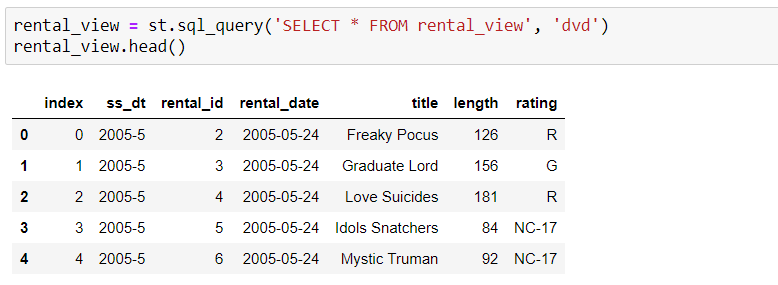 rental_view = st.sql_query('SELECT * FROM rental_view', 'dvd')
rental_view.head()
index ss_dt rental_id rental_date title length rating
0 0 2005-5 2 2005-05-24 Freaky Pocus 126 R
1 1 2005-5 3 2005-05-24 Graduate Lord 156 G
2 2 2005-5 4 2005-05-24 Love Suicides 181 R
3 3 2005-5 5 2005-05-24 Idols Snatchers 84 NC-17
4 4 2005-5 6 2005-05-24 Mystic Truman 92 NC-17